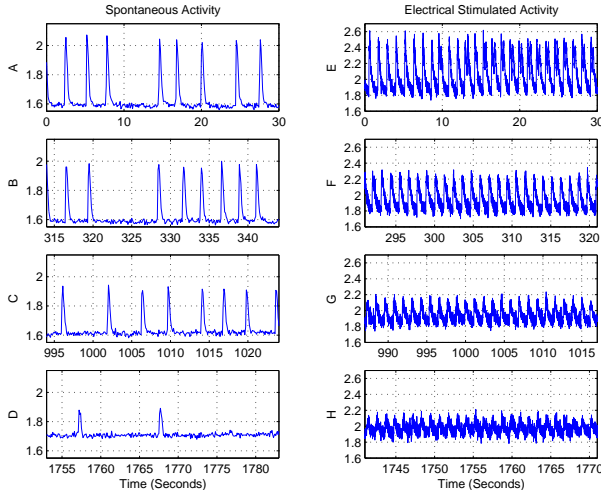 Spontaneous Activity
Electrical Stimulated Activity
A
2
1.8
1.6
0 10 20 30
E
2.6
2.4
2.2
2
1.8
1.6
0 5 10 15 20 25 30
B
2
1.8
1.6
315 320 325 330 335 340
F
2.6
2.4
2.2
2
1.8
1.6
295 300 305 310 315 320
C
2
1.8
1.6
995 1000 1005 1010 1015 1020
G
2.6
2.4
2.2
2
1.8
1.6
990 995 1000 1005 1010 1015
D
2
1.8
1.6
1755 1760 1765 1770 1775 1780
Time (Seconds)
H
2.6
2.4
2.2
2
1.8
1.6
1745 1750 1755 1760 1765 1770
Time (Seconds)